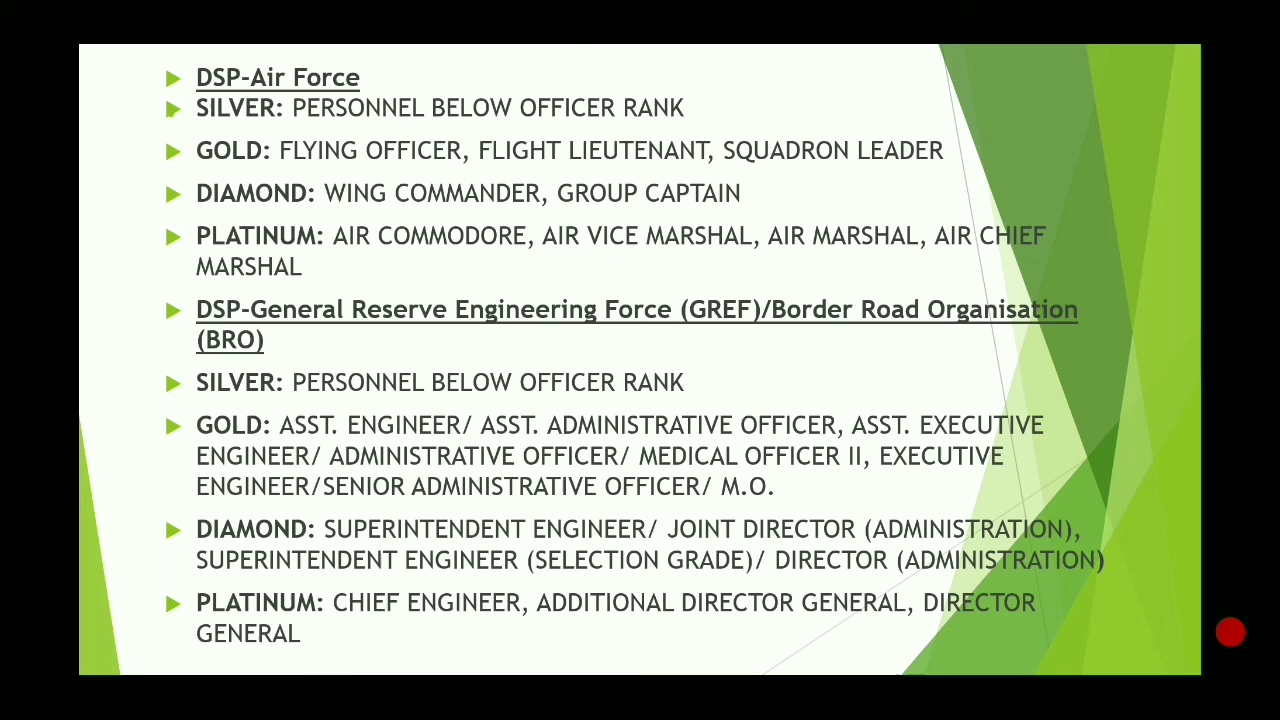 DSP-Air Force
SILVER: PERSONNEL BELOW OFFICER RANK
GOLD: FLYING OFFICER, FLIGHT LIEUTENANT, SQUADRON LEADER
DIAMOND: WING COMMANDER, GROUP CAPTAIN
PLATINUM: AIR COMMODORE, AIR VICE MARSHAL, AIR MARSHAL, AIR CHIEF
MARSHAL
DSP-General Reserve Engineering Force (GREF)/Border Road Organisation
(BRO)
SILVER: PERSONNEL BELOW OFFICER RANK
GOLD: ASST. ENGINEER/ ASST. ADMINISTRATIVE OFFICER, ASST. EXECUTIVE
ENGINEER/ ADMINISTRATIVE OFFICER/ MEDICAL OFFICER II, EXECUTIVE
ENGINEER/SENIOR ADMINISTRATIVE OFFICER/ M.O.
DIAMOND: SUPERINTENDENT ENGINEER/ JOINT DIRECTOR (ADMINISTRATION),
SUPERINTENDENT ENGINEER (SELECTION GRADE)/ DIRECTOR (ADMINISTRATION)
PLATINUM: CHIEF ENGINEER, ADDITIONAL DIRECTOR GENERAL, DIRECTOR
GENERAL